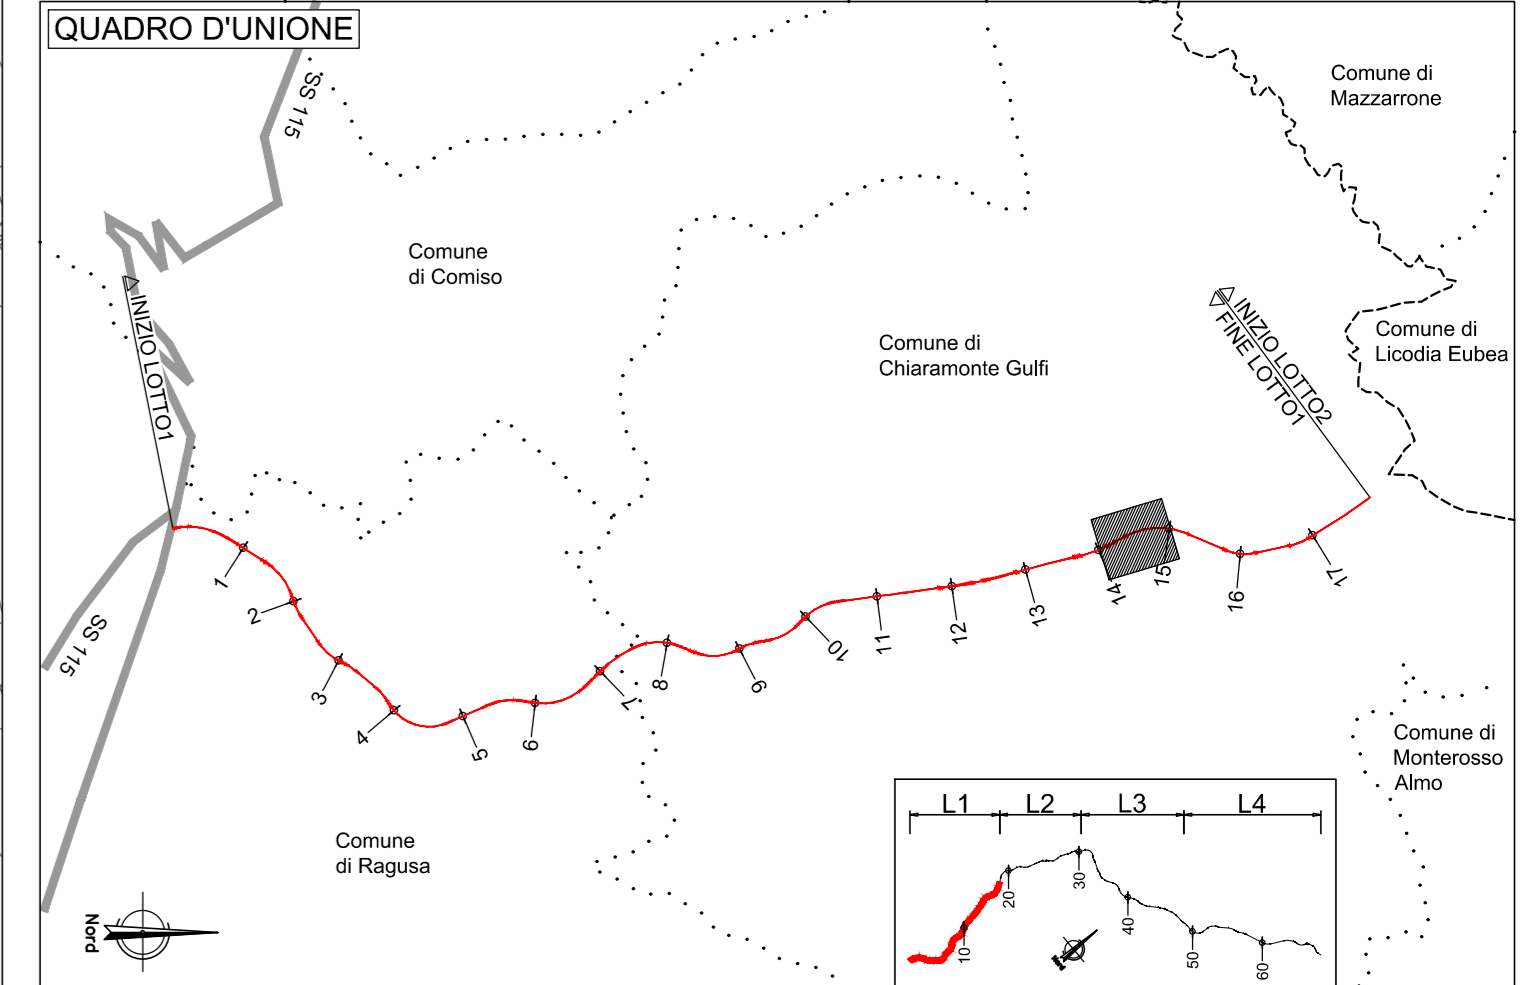 QUADRO D'UNIONE
SS 115
Comune di
Mazzarrone
Comune
di Comiso
INIZIO LOTTO1
Comune di
Chiaramonte Gulfi
INIZIO LOTTO2
FINE LOTTO1
Comune di
Licodia Eubea
1
2
3
4
5
6
7
8
9
10
11
12
13
14
15
16
17
SS 115
Comune di
Monterosso
Almo
Comune
di Ragusa
Nord
L1
L2
L3
L4
10
20
30
40
50
60